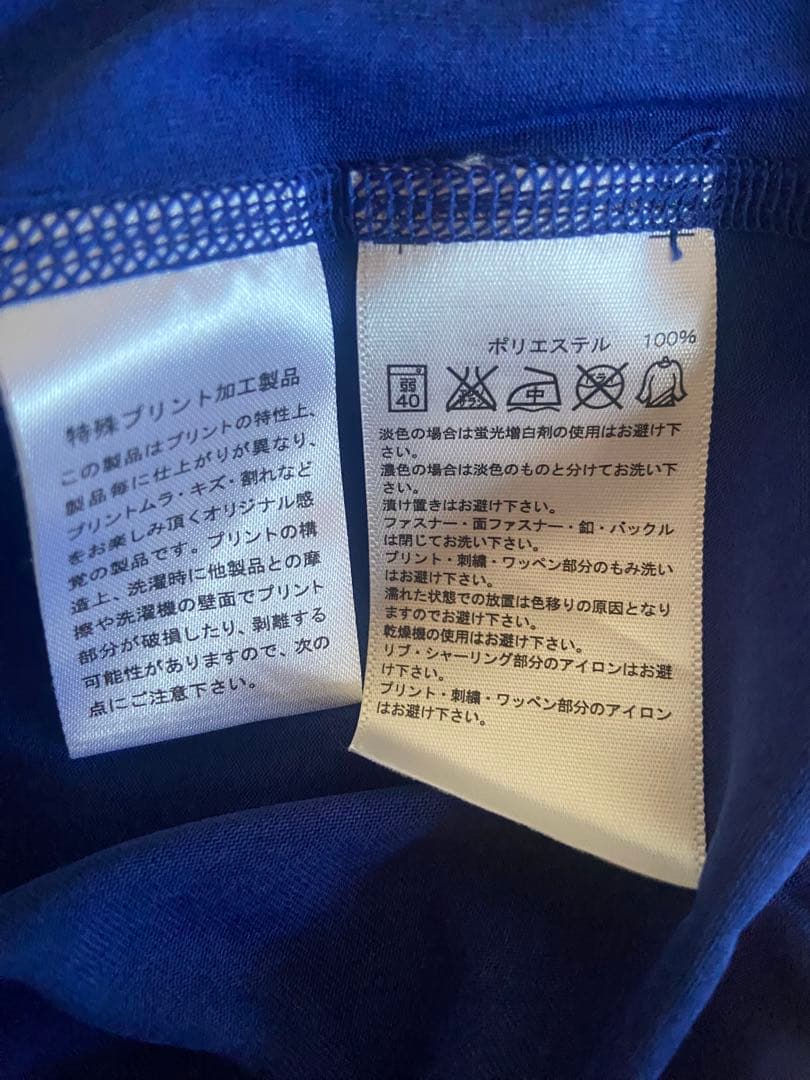 特殊プリント加工製品
この製品はプリントの特性上、
製品毎に仕上がりが異なり、
プリントムラ・キズ・割れなど
をお楽しみ頂くオリジナル感
覚の製品です。プリントの構
造上、洗濯時に他製品との摩
擦や洗濯機の壁面でプリント
部分が破損したり、剥離する
可能性がありますので、次の
点にご注意下さい。
ポリエステル 100%
弱 中 ドライ
40
淡色の場合は蛍光増白剤の使用はお避け下
さい。
濃色の場合は淡色のものと分けてお洗い下
さい。
漬け置きはお避け下さい。
ファスナー・面ファスナー・釦・バックル
は閉じてお洗い下さい。
プリント・刺繍・ワッペン部分のもみ洗い
はお避け下さい。
濡れた状態での放置は色移りの原因となり
ますのでお避け下さい。
乾燥機の使用はお避け下さい。
リブ・シャーリング部分のアイロンはお避
け下さい。
プリント・刺繍・ワッペン部分のアイロン
はお避け下さい。